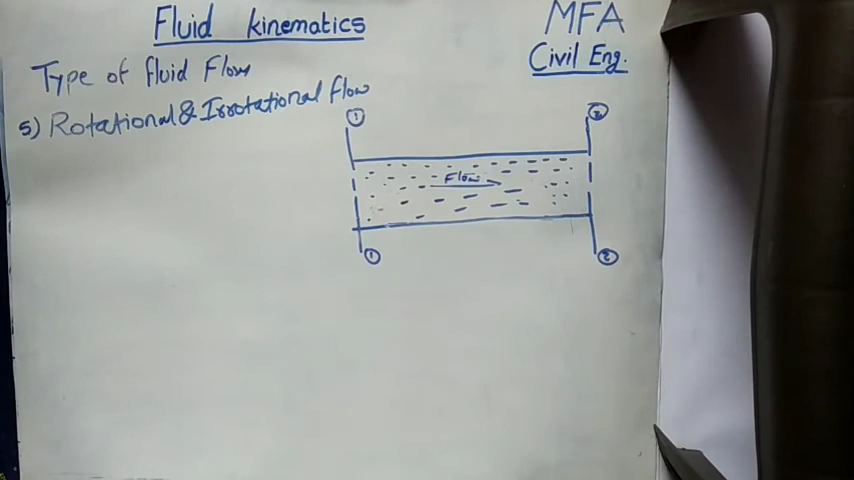 Fluid kinematics
MFA
Civil Eng.
Type of fluid Flow
5) Rotational & Irrotational flow
1
2
Flow
1
2